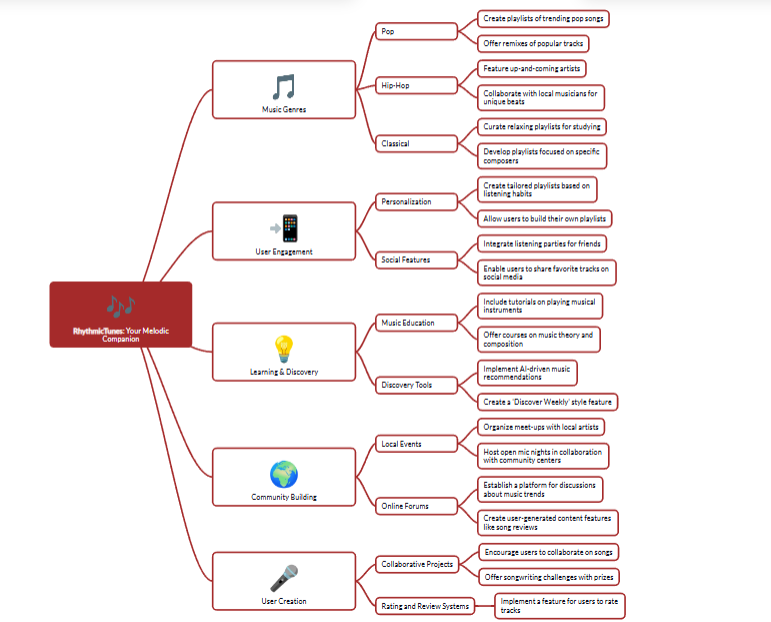 RhythmicTunes: Your Melodic
Companion
Music Genres
Pop
Create playlists of trending pop songs
Offer remixes of popular tracks
Hip-Hop
Feature up-and-coming artists
Collaborate with local musicians for
unique beats
Classical
Curate relaxing playlists for studying
Develop playlists focused on specific
composers
User Engagement
Personalization
Create tailored playlists based on
listening habits
Allow users to build their own playlists
Social Features
Integrate listening parties for friends
Enable users to share favorite tracks on
social media
Learning & Discovery
Music Education
Include tutorials on playing musical
instruments
Offer courses on music theory and
composition
Discovery Tools
Implement AI-driven music
recommendations
Create a 'Discover Weekly' style feature
Community Building
Local Events
Organize meet-ups with local artists
Host open mic nights in collaboration
with community centers
Online Forums
Establish a platform for discussions
about music trends
Create user-generated content features
like song reviews
User Creation
Collaborative Projects
Encourage users to collaborate on songs
Offer songwriting challenges with prizes
Rating and Review Systems
Implement a feature for users to rate
tracks